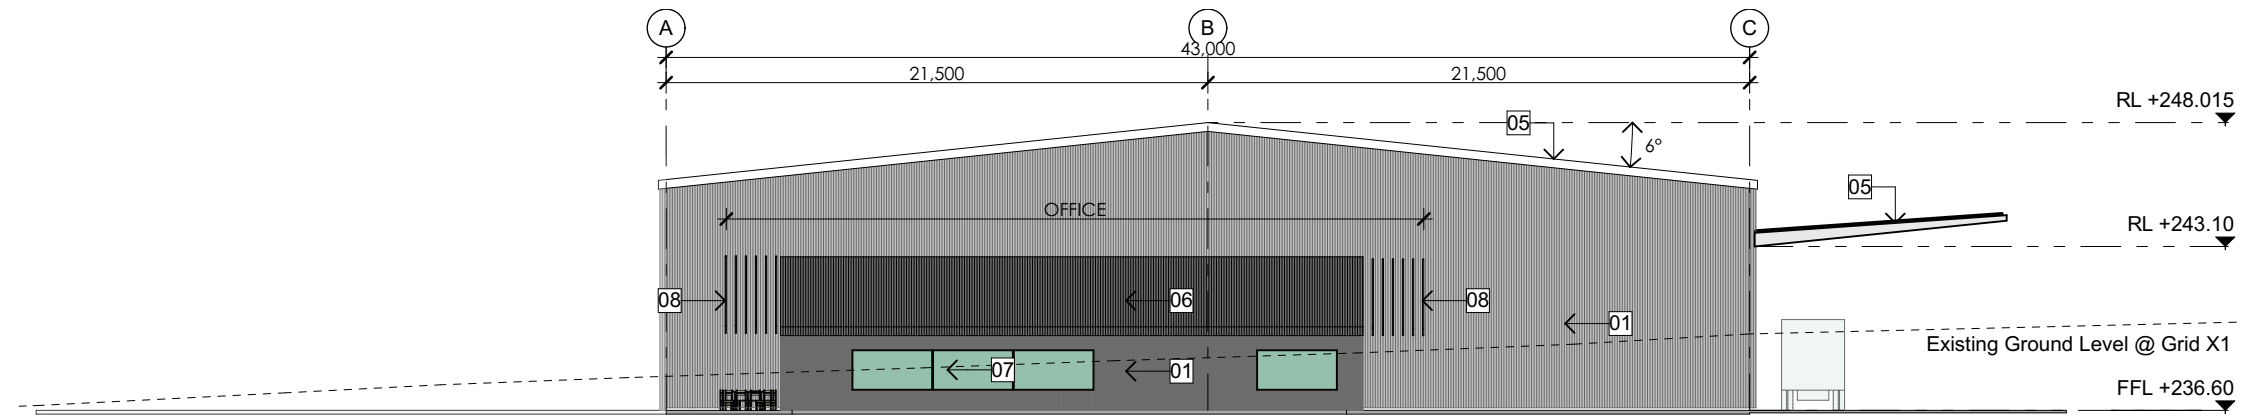 A
B
C
43,000
21,500
21,500
RL +248.015
05
6°
05
OFFICE
RL +243.10
08
06
08
01
Existing Ground Level @ Grid X1
07
01
FFL +236.60